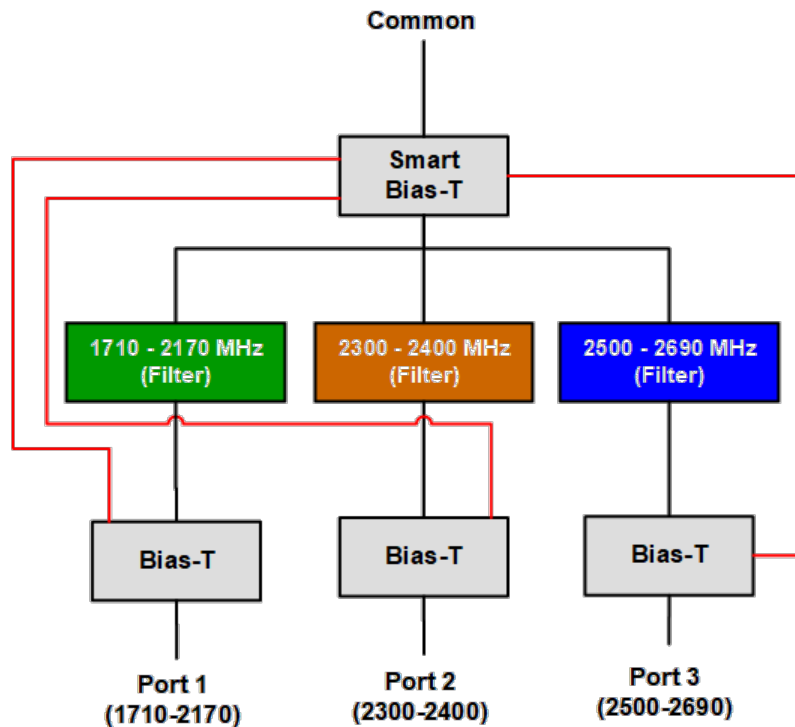 Common
Smart
Bias-T
1710 - 2170 MHz
(Filter)
2300 - 2400 MHz
(Filter)
2500 - 2690 MHz
(Filter)
Bias-T
Bias-T
Bias-T
Port 1
(1710-2170)
Port 2
(2300-2400)
Port 3
(2500-2690)